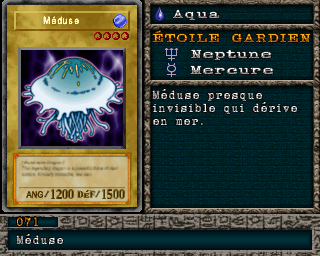 Méduse
ANG/1200 DéF/1500
Aqua
ÉTOILE GARDIEN
Neptune
Mercure
Méduse presque
invisible qui dérive
en mer.
071
Méduse